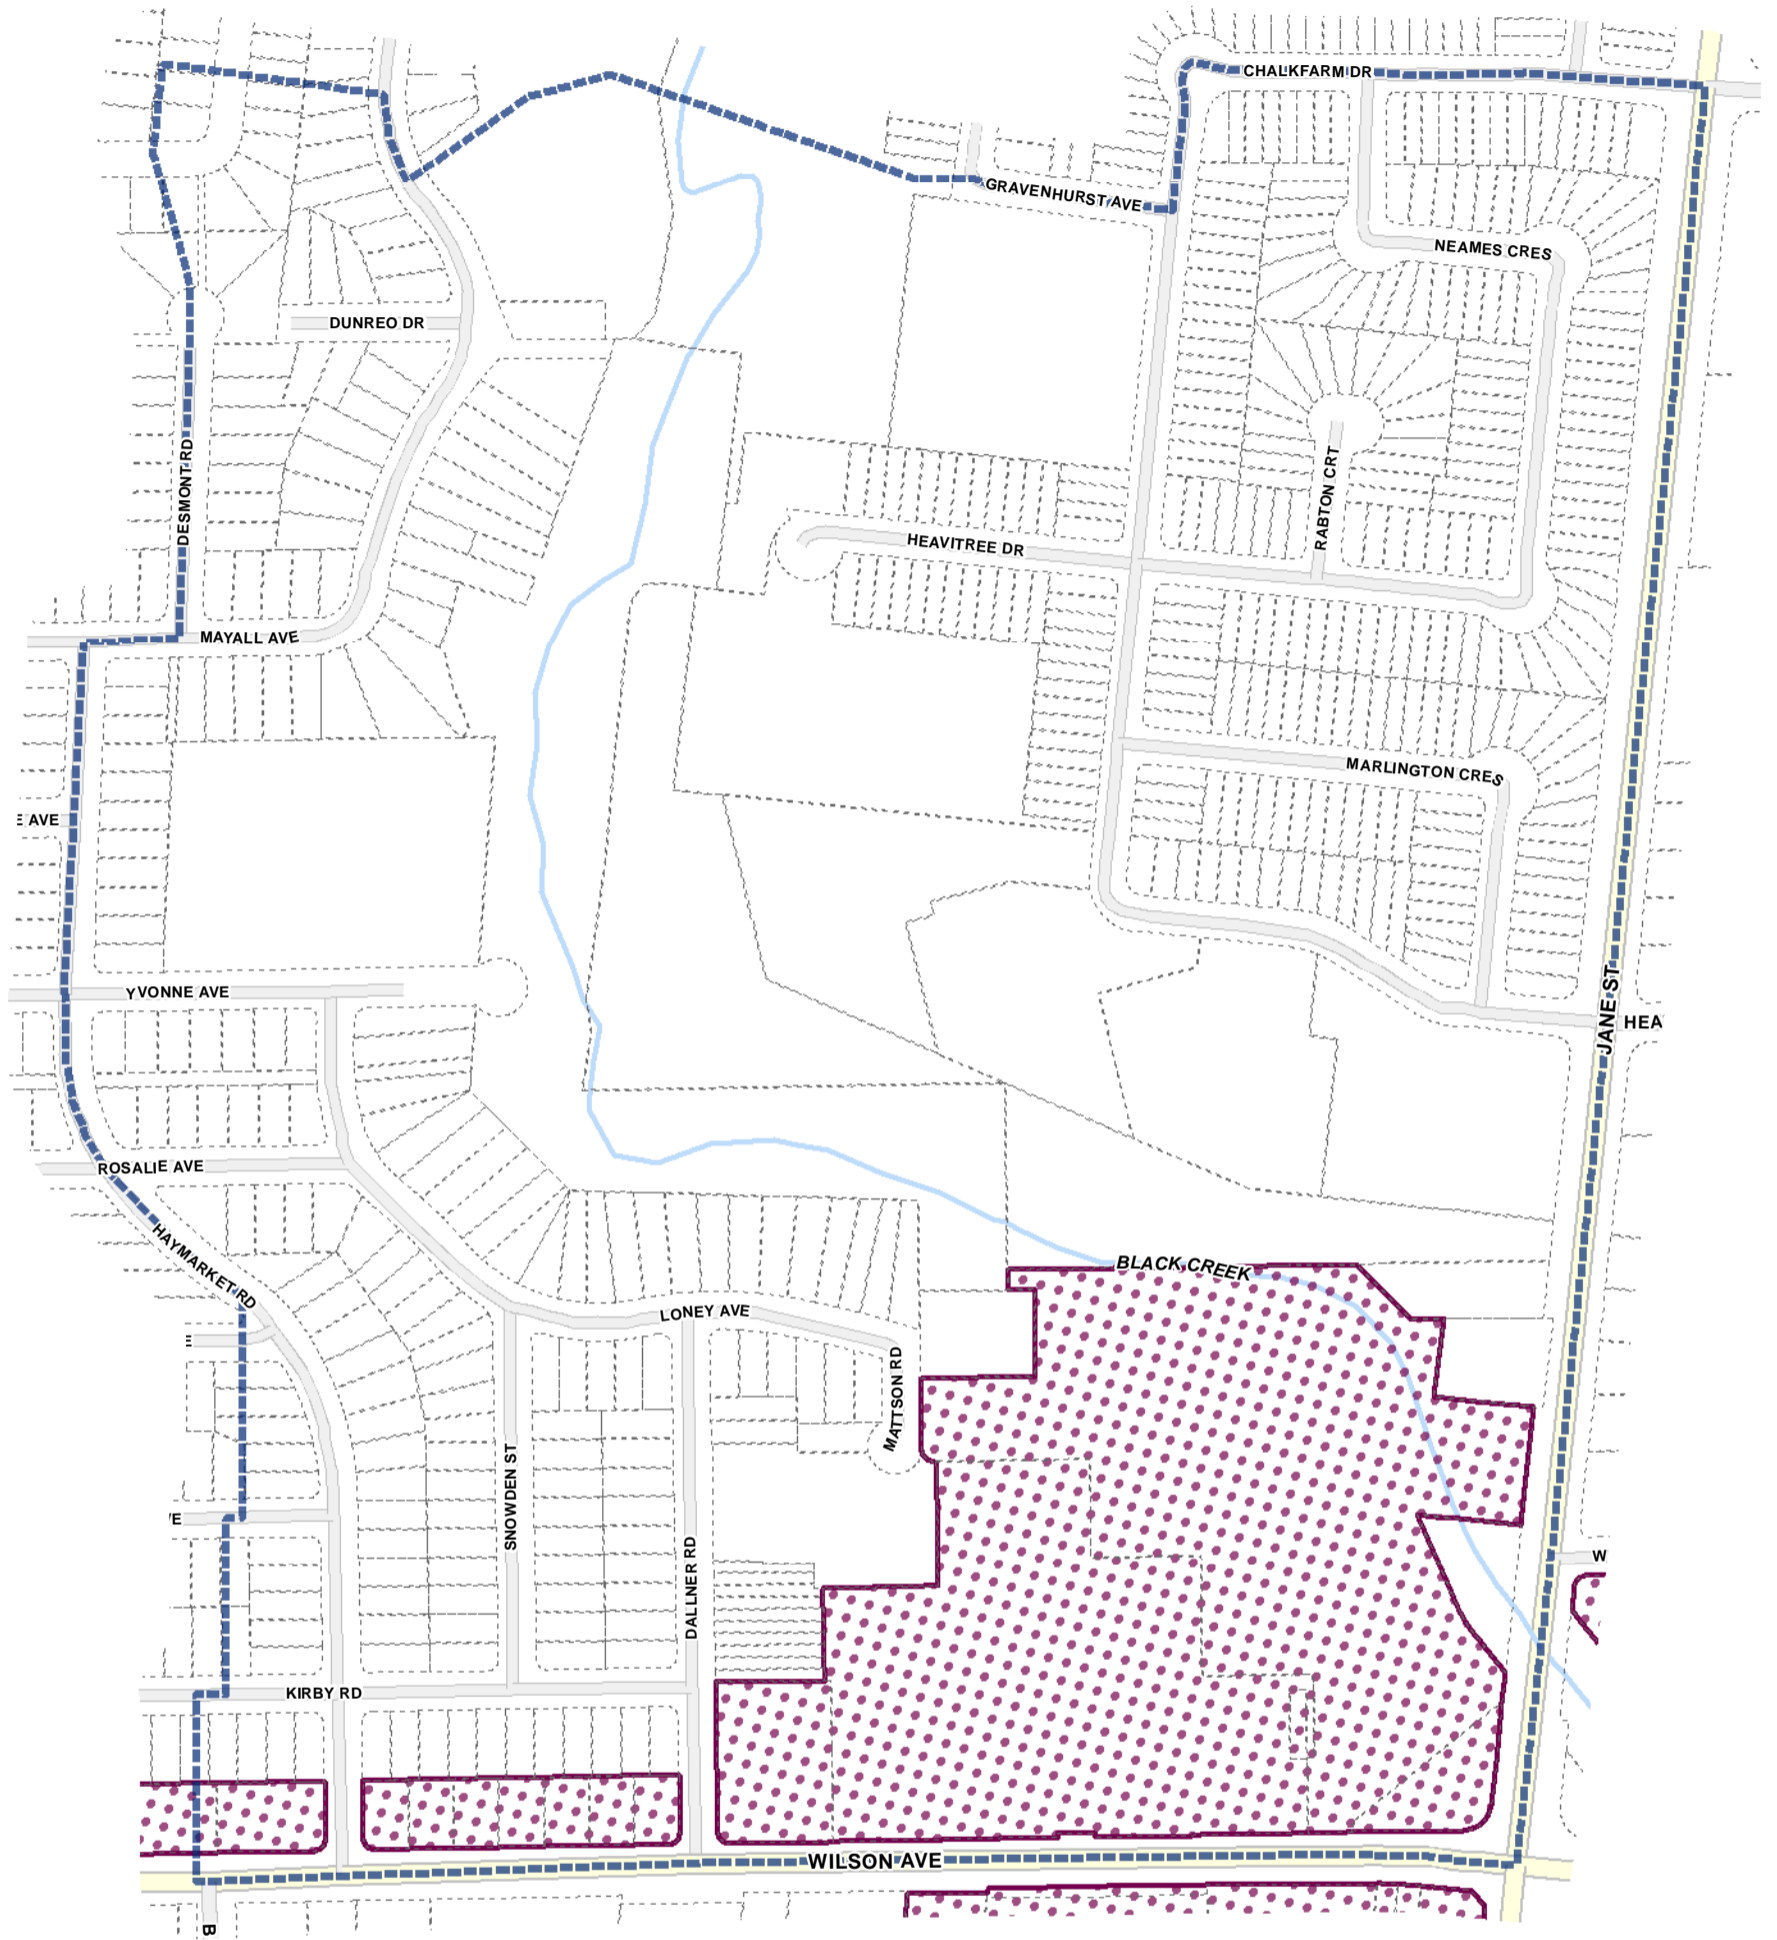 CHALKFARM DR
GRAVENHURST AVE
NEAMES CRES
DUNREO DR
DESMONT RD
RABTON CRT
HEAVITREE DR
MAYALL AVE
MARLINGTON CRES
E AVE
YVONNE AVE
JANE ST
HEA
ROSALIE AVE
HAYMARKET RD
BLACK CREEK
LONEY AVE
E
MATTSON RD
SNOWDEN ST
VE
DALLNER RD
W
KIRBY RD
WILSON AVE
B